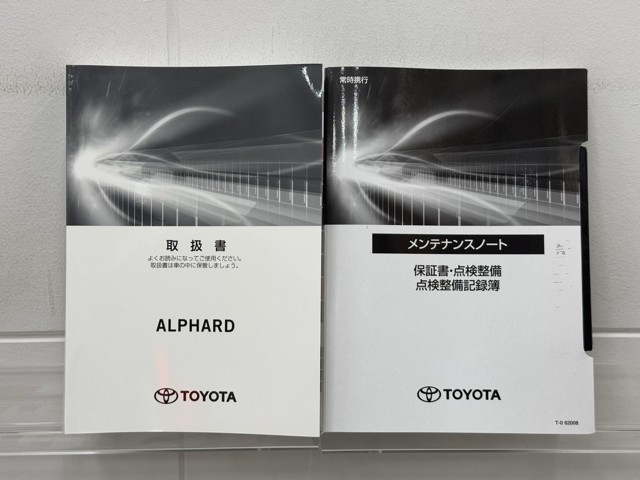 取扱書
よくお読みになってご使用ください。
取扱書は車の中に保管しましょう。
ALPHARD
TOYOTA
常時携行
メンテナンスノート
保証書・点検整備
点検整備記録簿
TOYOTA
T-0 62008